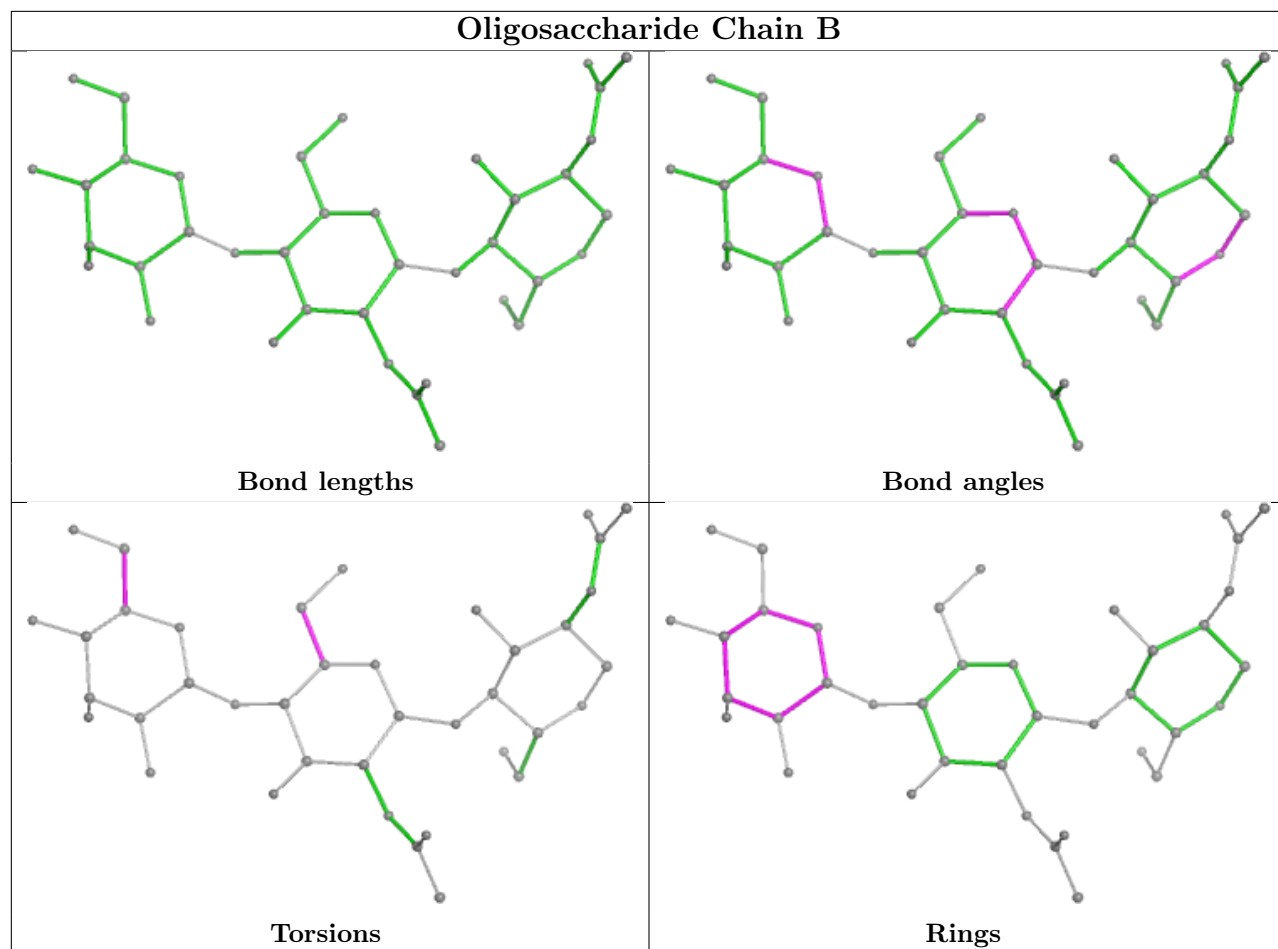 Oligosaccharide Chain B
Bond lengths
Bond angles
Torsions
Rings